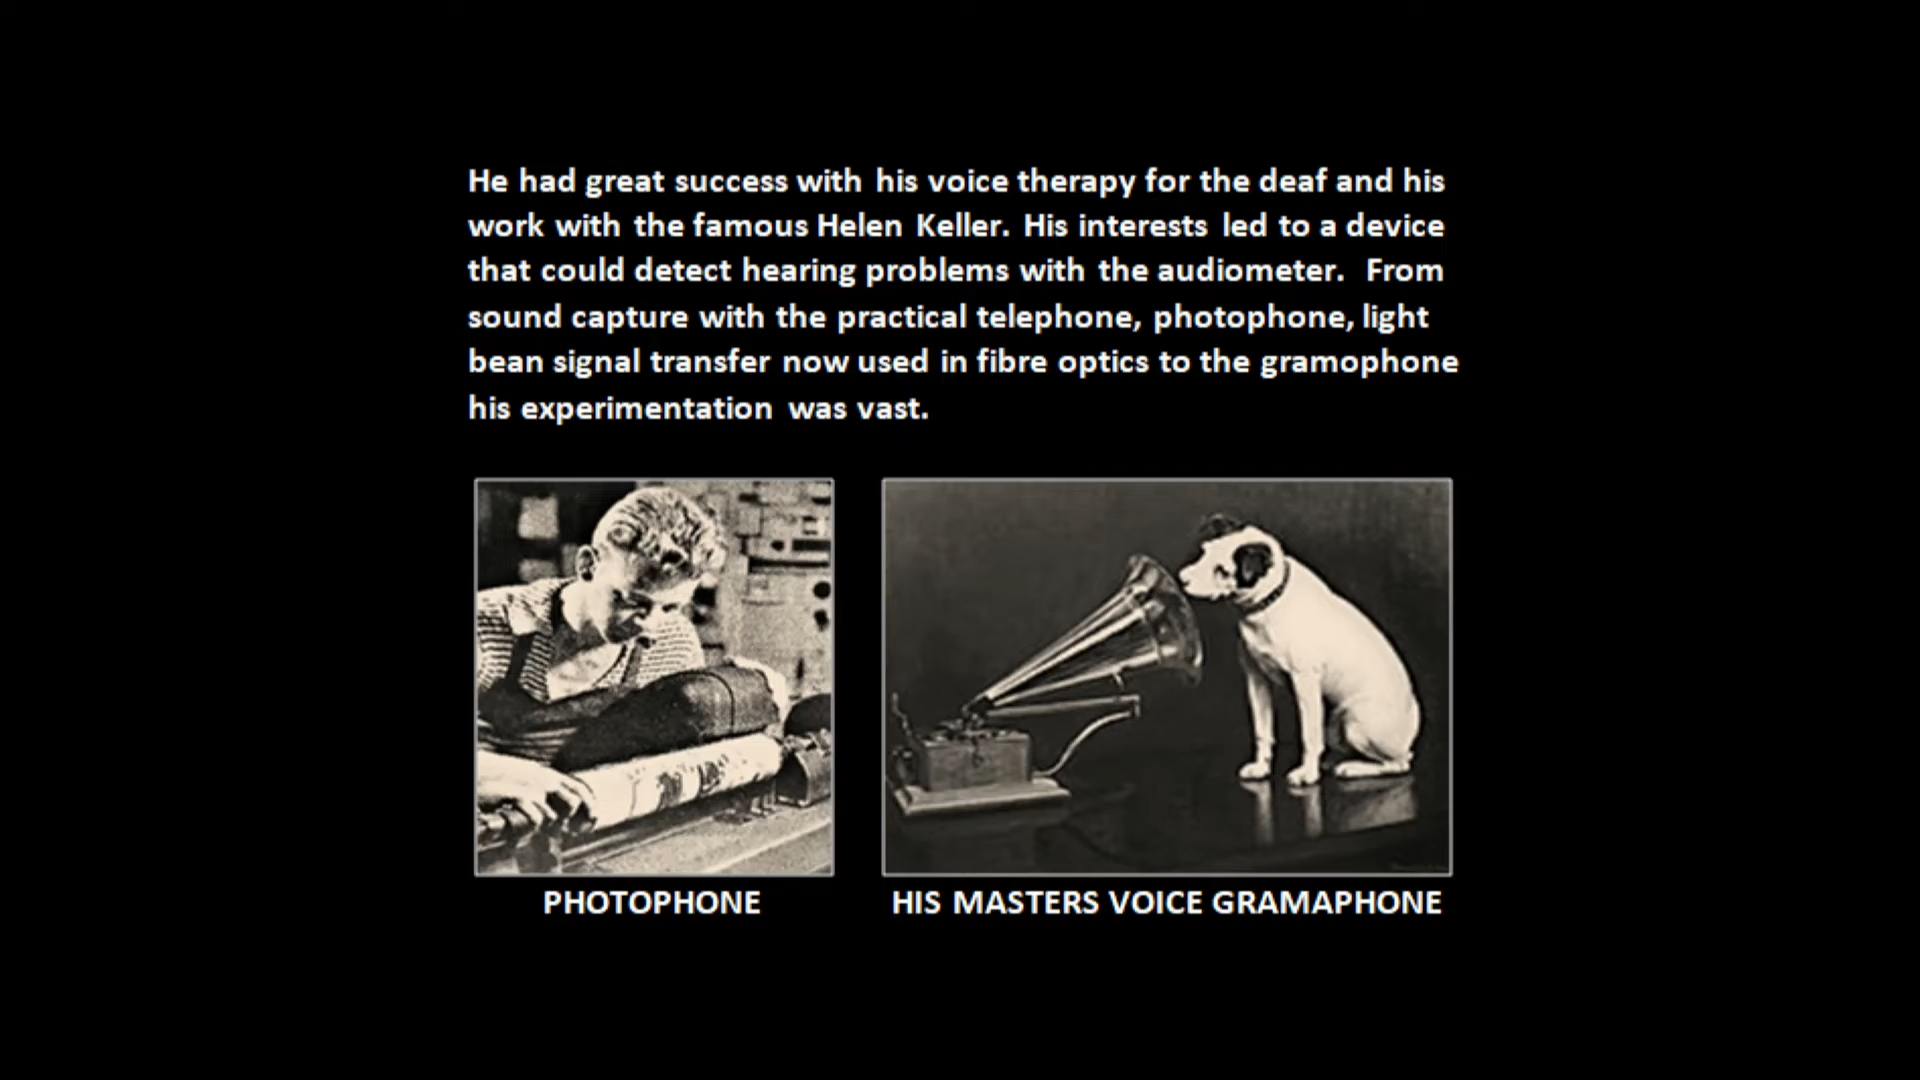 He had great success with his voice therapy for the deaf and his
work with the famous Helen Keller. His interests led to a device
that could detect hearing problems with the audiometer. From
sound capture with the practical telephone, photophone, light
bean signal transfer now used in fibre optics to the gramophone
his experimentation was vast.
PHOTOPHONE
HIS MASTERS VOICE GRAMAPHONE